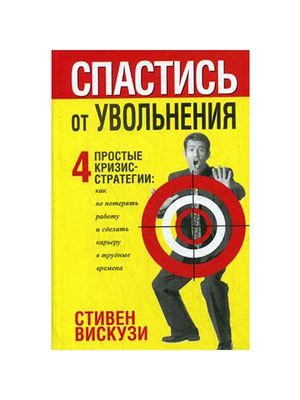 СПАСТИСЬ
ОТ УВОЛЬНЕНИЯ
4 ПРОСТЫЕ
КРИЗИС-
СТРАТЕГИИ:
как
не потерять
работу
и сделать
карьеру
в трудные
времена
СТИВЕН
ВИСКУЗИ